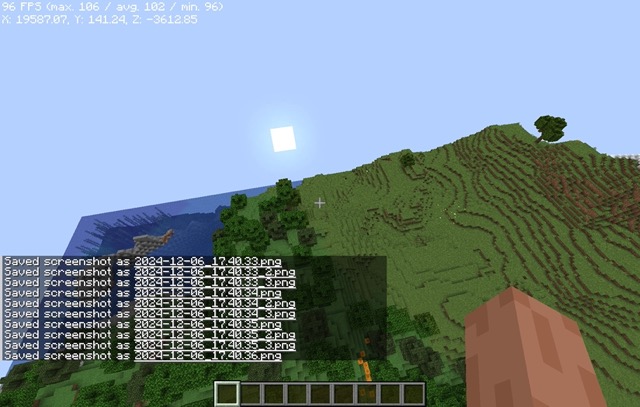 96 FPS (max. 106 / avg. 102 / min. 96)
X: 19587.07, Y: 141.24, Z: -3612.85
Saved screenshot as 2024-12-06_17.40.33.png
Saved screenshot as 2024-12-06_17.40.33_2.png
Saved screenshot as 2024-12-06_17.40.33_3.png
Saved screenshot as 2024-12-06_17.40.34.png
Saved screenshot as 2024-12-06_17.40.34_2.png
Saved screenshot as 2024-12-06_17.40.34_3.png
Saved screenshot as 2024-12-06_17.40.35.png
Saved screenshot as 2024-12-06_17.40.35_2.png
Saved screenshot as 2024-12-06_17.40.35_3.png
Saved screenshot as 2024-12-06_17.40.36.png